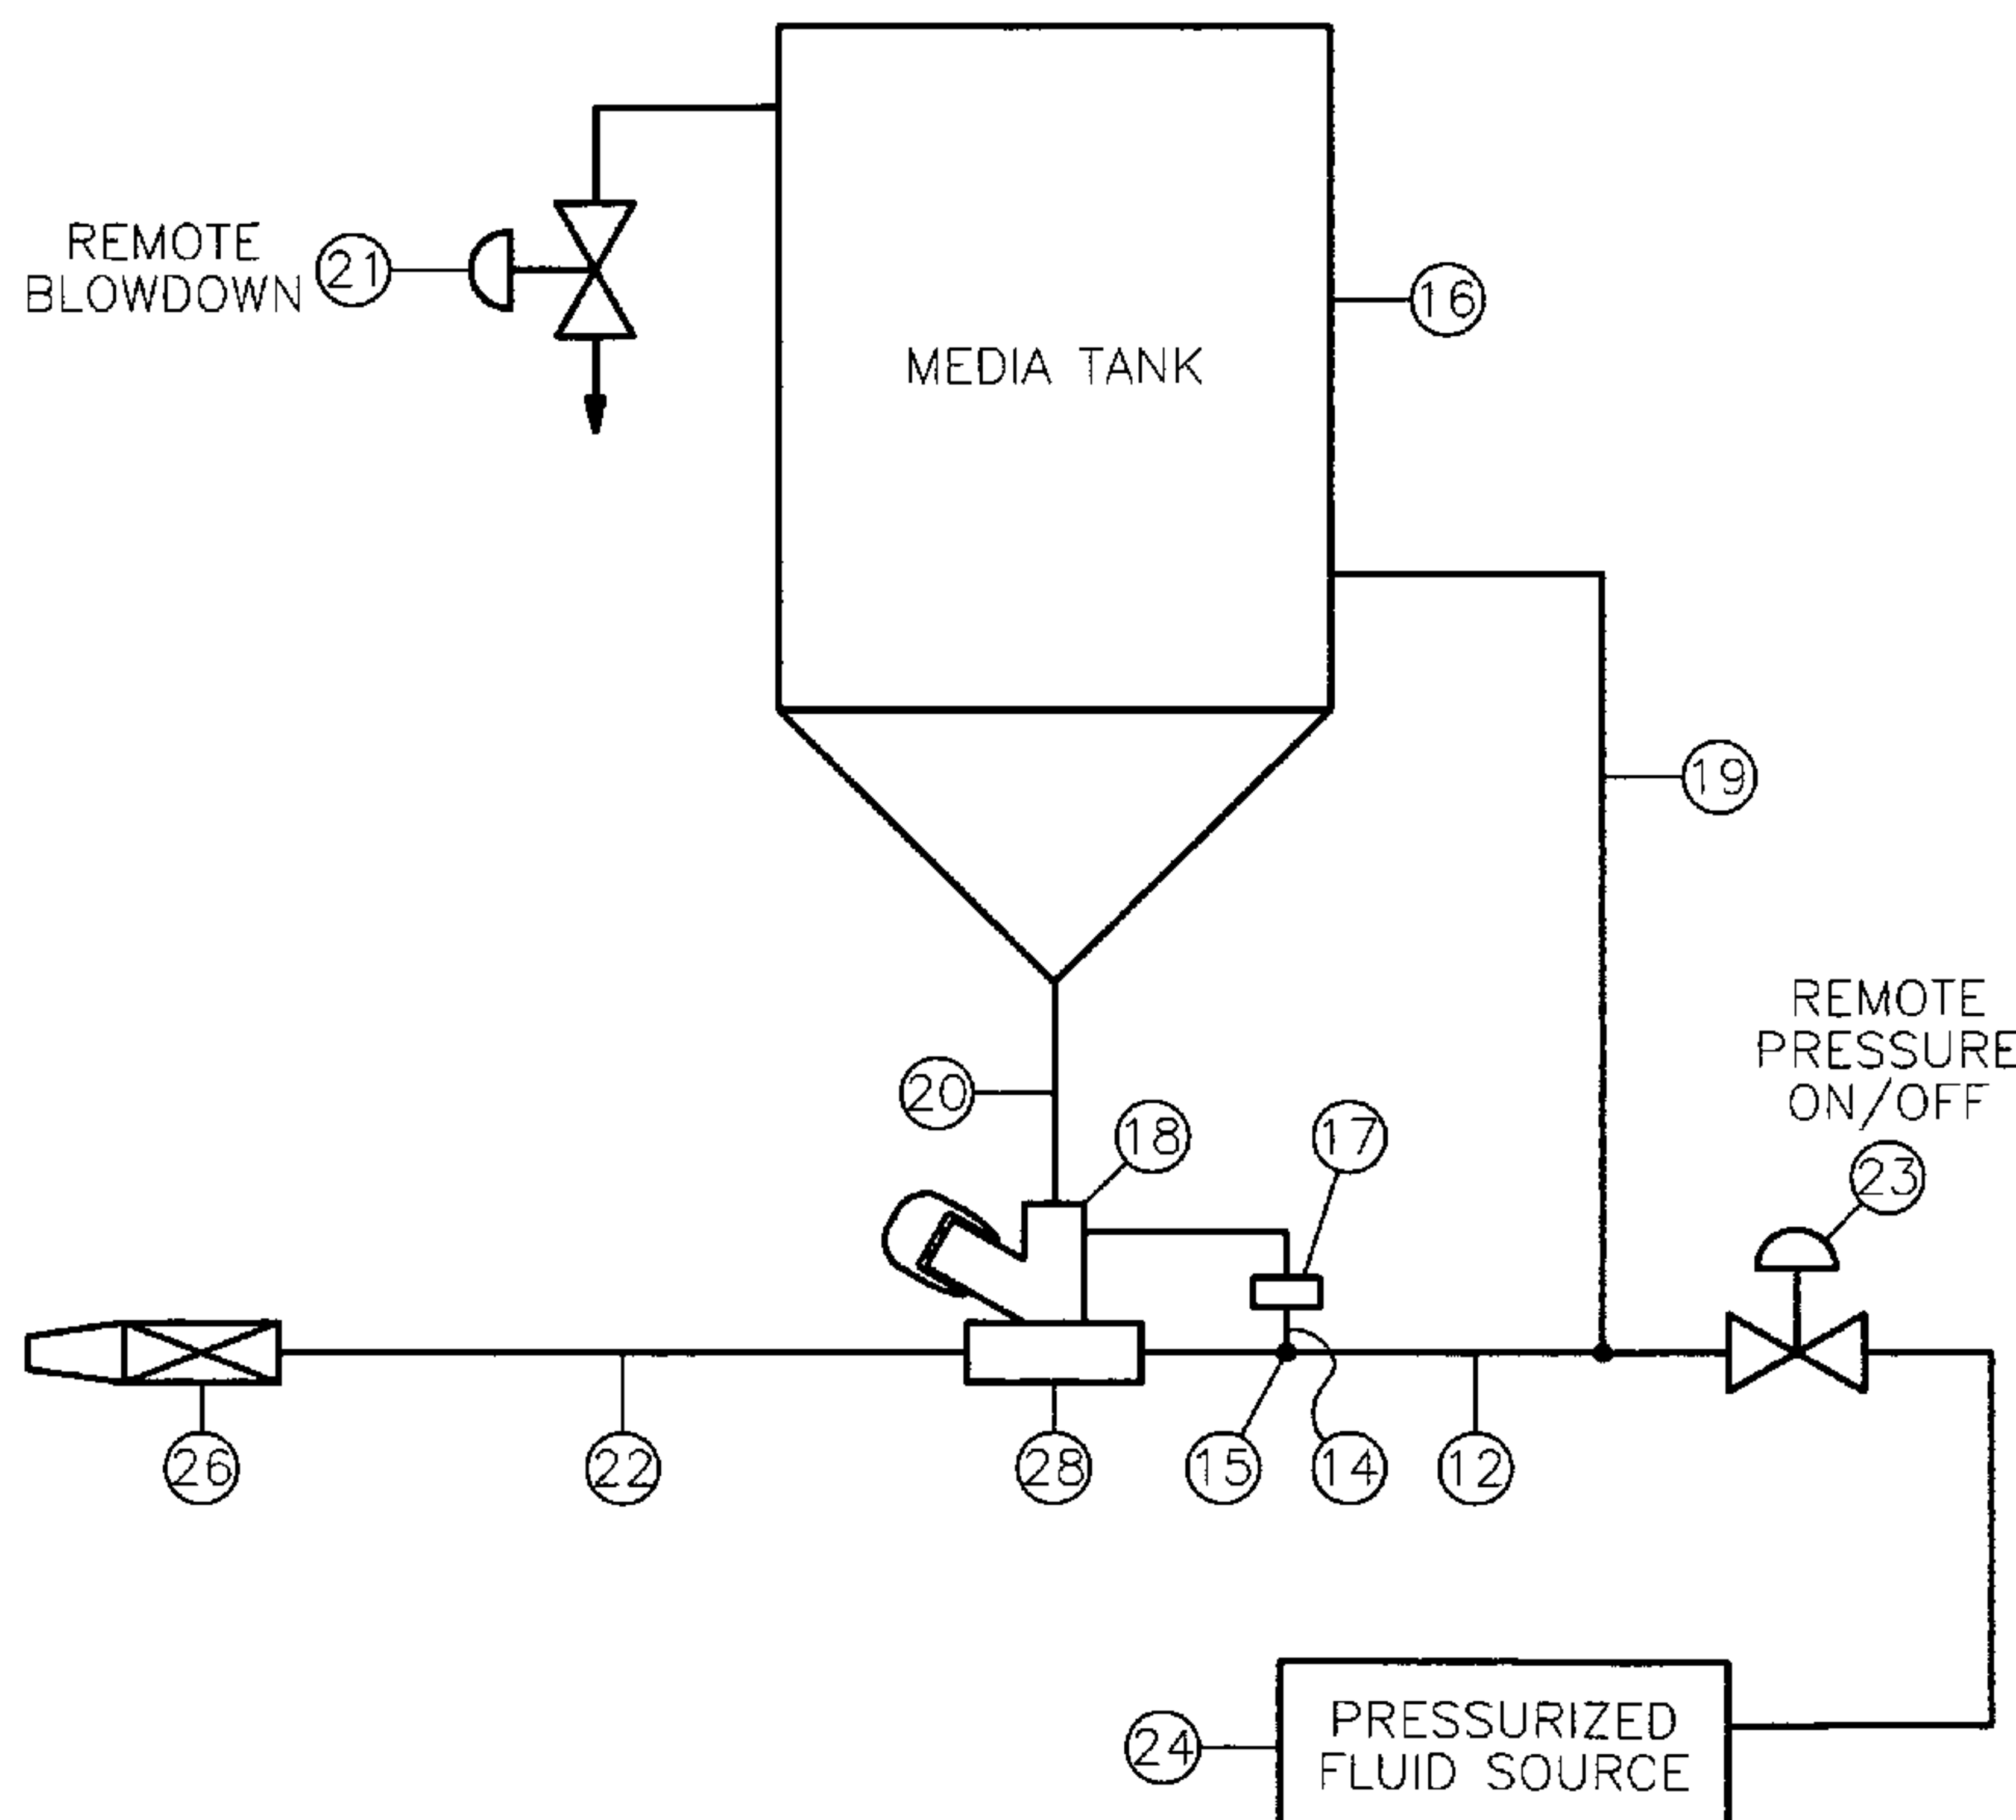 REMOTE
BLOWDOWN
21
16
MEDIA TANK
19
REMOTE
PRESSURE
ON/OFF
20
18
17
23
26
22
28
15
14
12
24
PRESSURIZED
FLUID SOURCE